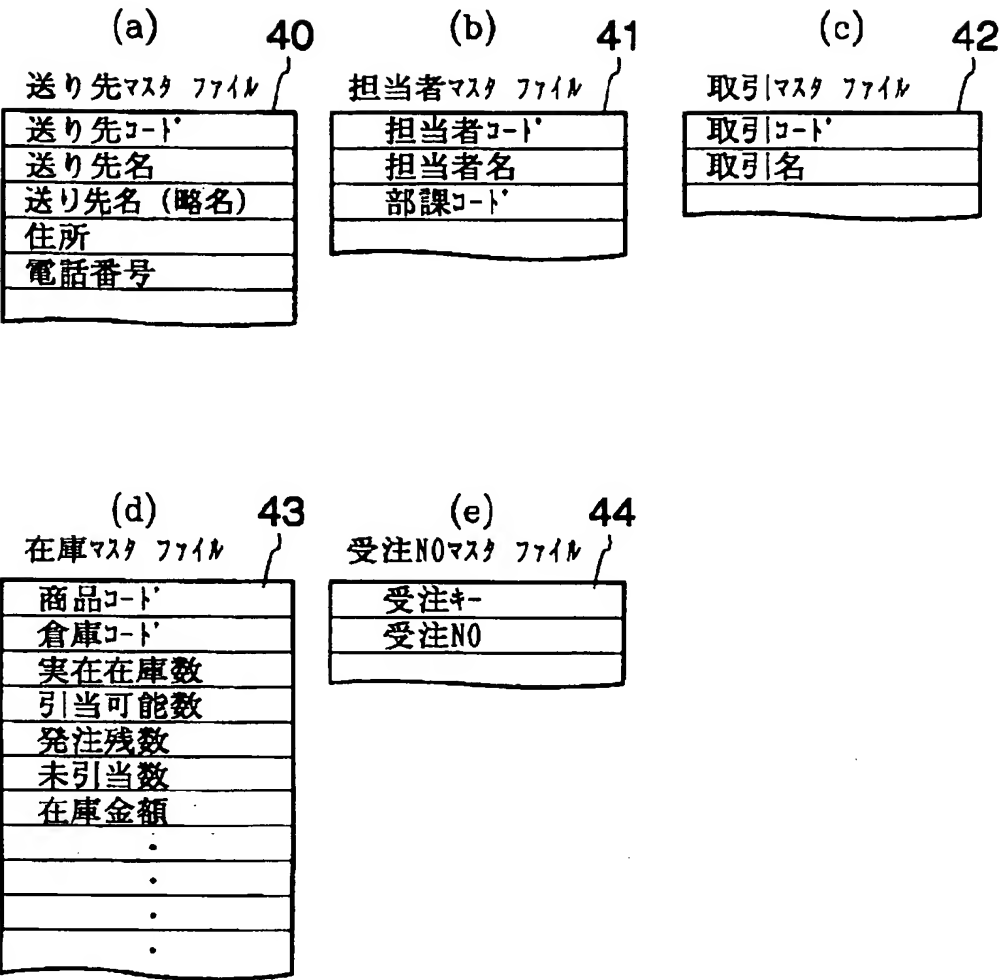 (a)
40
送り先ﾏｽﾀ ﾌｧｲﾙ
送り先ｺｰﾄﾞ
送り先名
送り先名（略名）
住所
電話番号
(b)
41
担当者ﾏｽﾀ ﾌｧｲﾙ
担当者ｺｰﾄﾞ
担当者名
部課ｺｰﾄﾞ
(c)
42
取引ﾏｽﾀ ﾌｧｲﾙ
取引ｺｰﾄﾞ
取引名
(d)
43
在庫ﾏｽﾀ ﾌｧｲﾙ
商品ｺｰﾄﾞ
倉庫ｺｰﾄﾞ
実在在庫数
引当可能数
発注残数
未引当数
在庫金額
・
・
・
・
(e)
44
受注NOﾏｽﾀ ﾌｧｲﾙ
受注ｷｰ
受注NO